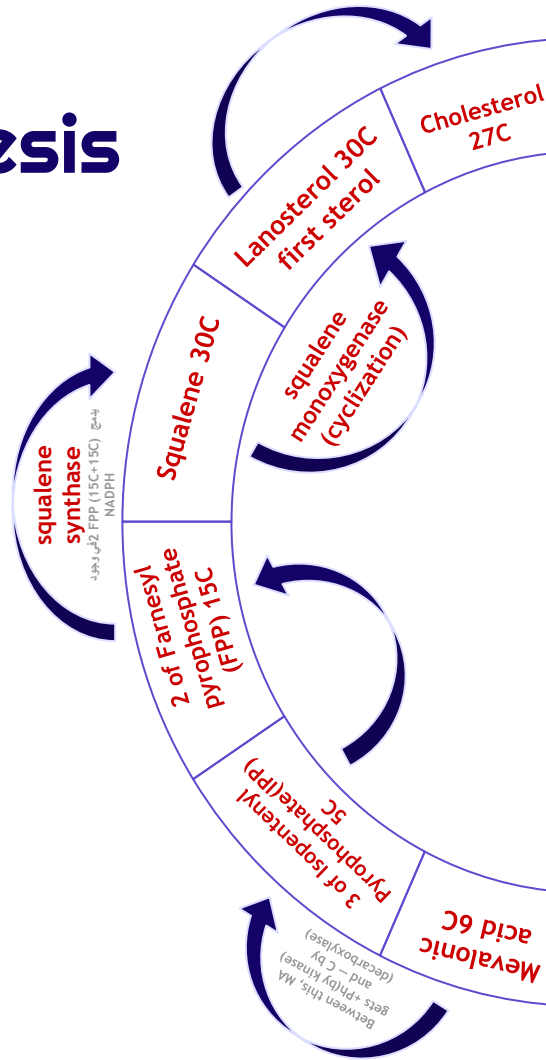 esis
Cholesterol
27C
Lanosterol 30C
first sterol
squalene
monoxygenase
(cyclization)
Squalene 30C
squalene
synthase
يدمج (15C+15C) 2 FPP في وجود
NADPH
2 of Farnesyl
pyrophosphate
(FPP) 15C
3 of Isopentenyl
Pyrophosphate(IPP)
5C
Between this, MA
gets +Ph(by kinase)
and – C by
(decarboxylase)
Mevalonic
acid 6C